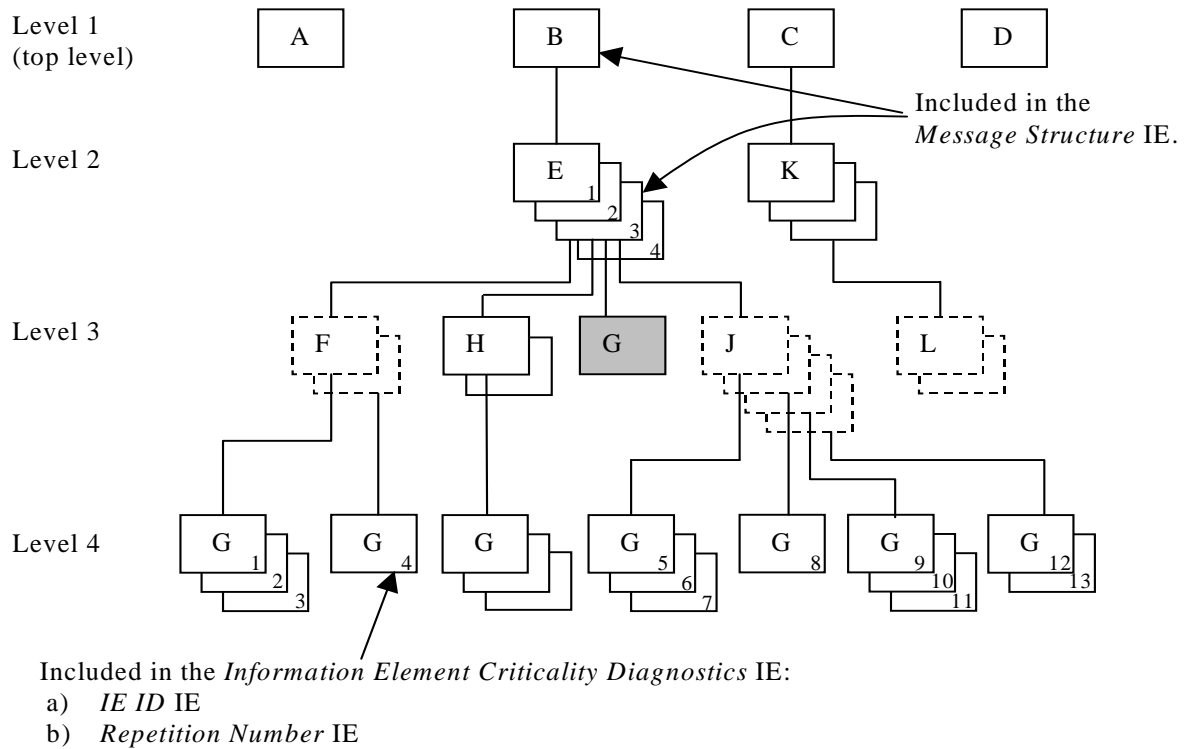 Level 1
(top level)
A
B
C
D
Included in the
Message Structure IE.
Level 2
E
1
2
3
4
K
Level 3
F
H
G
J
L
Level 4
G
1
2
3
G
4
G
G
5
6
7
G
8
G
9
10
11
G
12
13
Included in the Information Element Criticality Diagnostics IE:
a) IE ID IE
b) Repetition Number IE